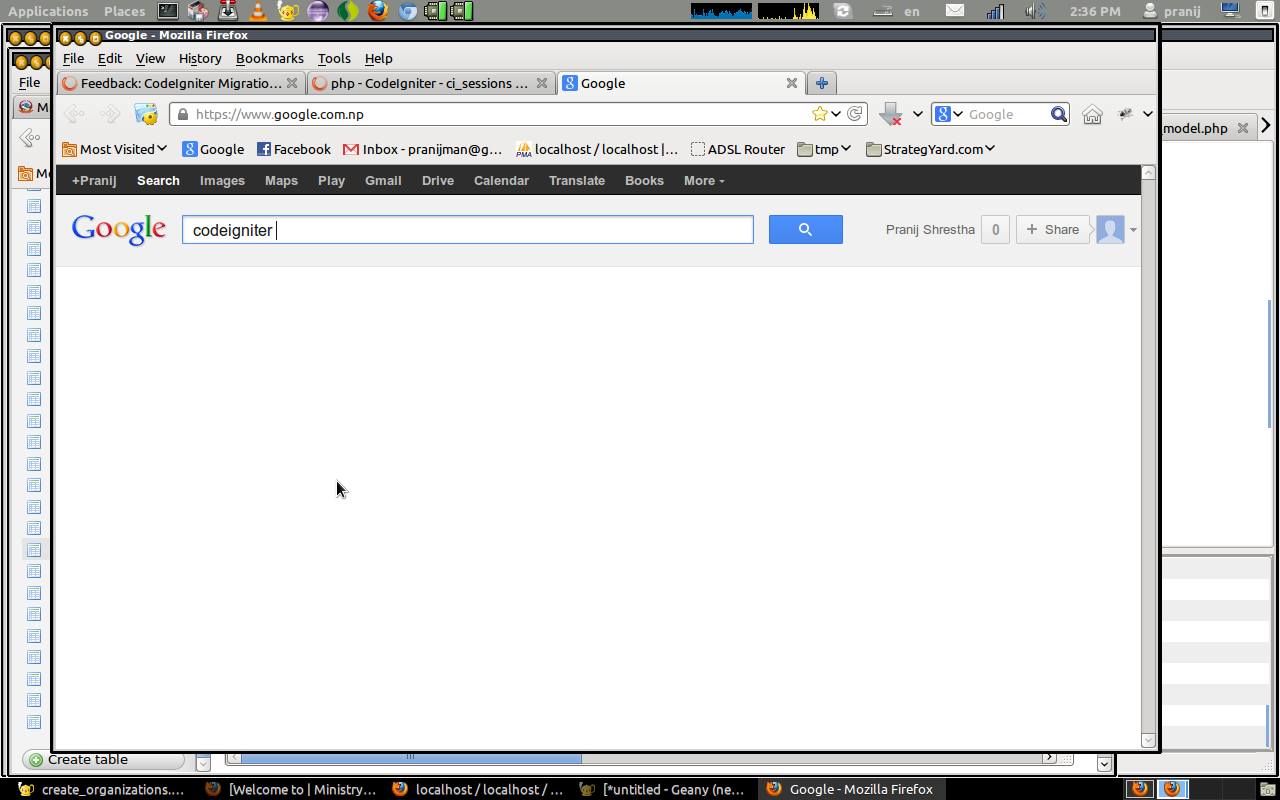 Applications Places en 2:36 PM pranij
Google - Mozilla Firefox
File Edit View History Bookmarks Tools Help
File
Feedback: CodeIgniter Migratio... php - CodeIgniter - ci_sessions ... Google
M
https://www.google.com.np Google
_model.php
Most Visited Google Facebook Inbox - pranijman@g... PMA localhost / localhost |... ADSL Router tmp StrategYard.com
Mo
+Pranij Search Images Maps Play Gmail Drive Calendar Translate Books More
Google codeigniter Pranij Shrestha 0 + Share
Create table
create_organizations.... [Welcome to | Ministry... localhost / localhost / ... [*untitled - Geany (ne... Google - Mozilla Firefox